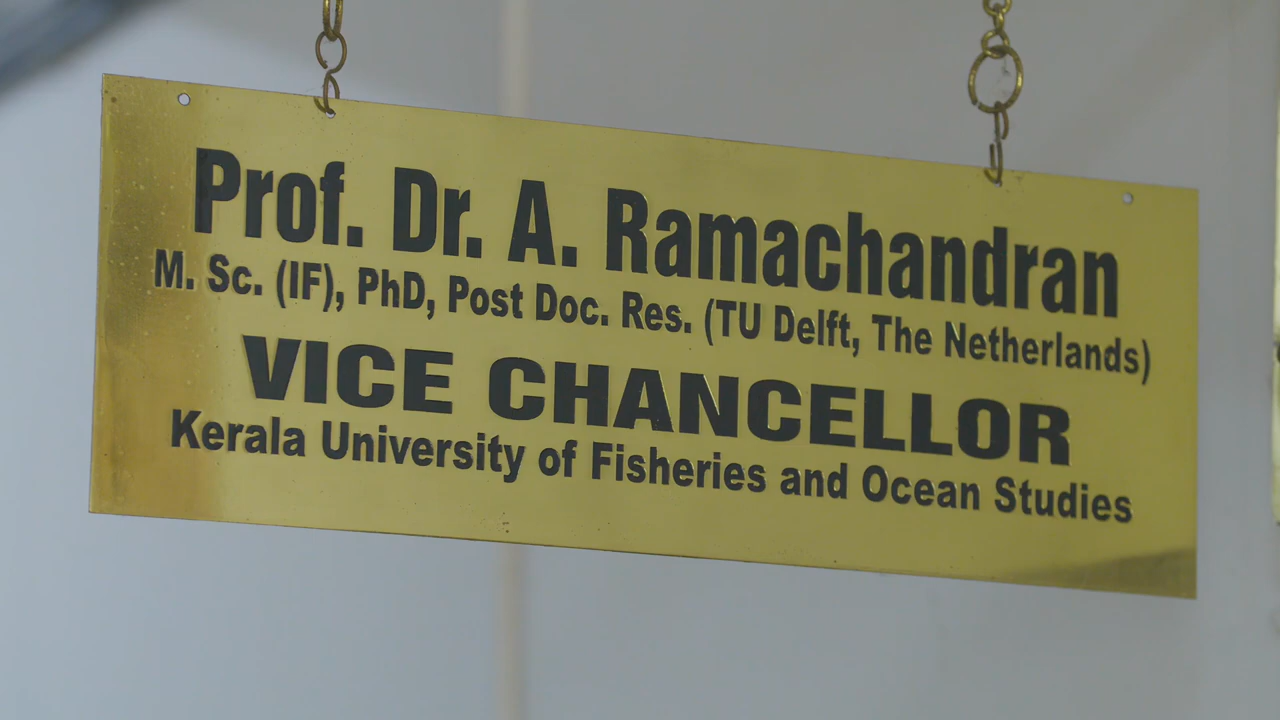 Prof. Dr. A. Ramachandran
M. Sc. (IF), PhD, Post Doc. Res. (TU Delft, The Netherlands)
VICE CHANCELLOR
Kerala University of Fisheries and Ocean Studies